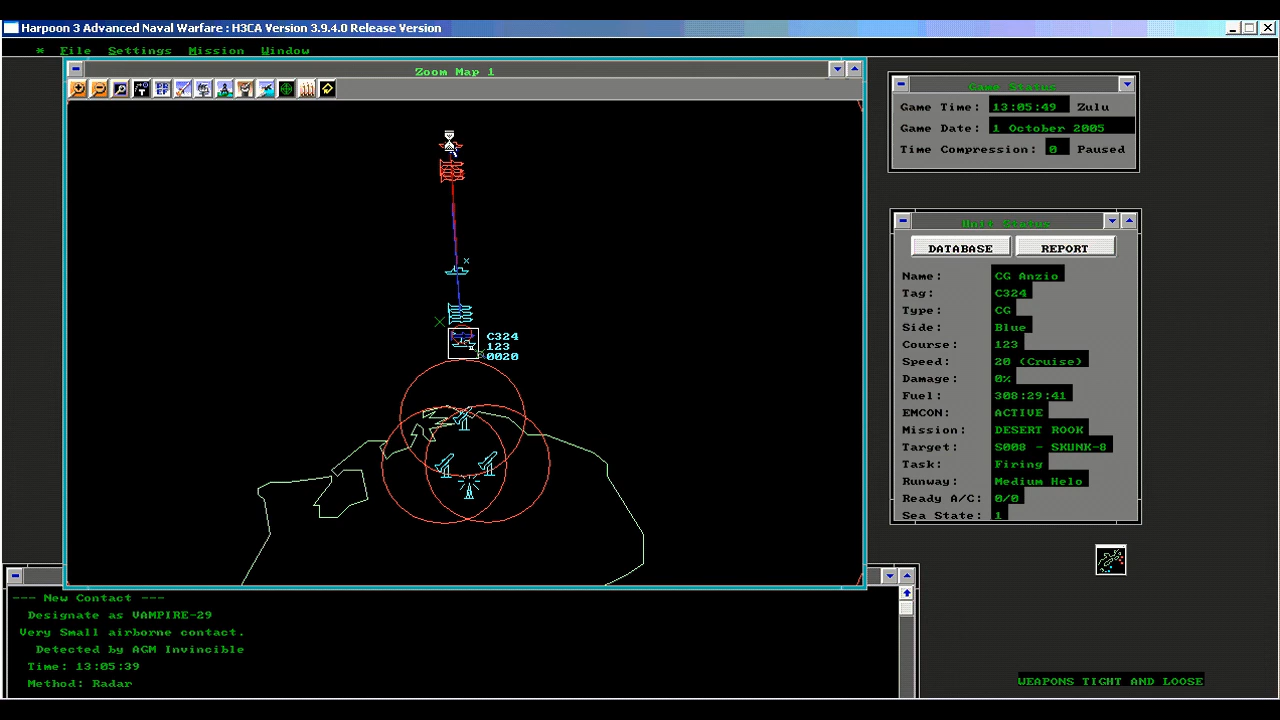 Harpoon 3 Advanced Naval Warfare : H3CA Version 3.9.4.0 Release Version
* File Settings Mission Window
Zoom Map 1
C324
123
0020
Game Status
Game Time: 13:05:49 Zulu
Game Date: 1 October 2005
Time Compression: 0 Paused
Unit Status
DATABASE REPORT
Name: CG Anzio
Tag: C324
Type: CG
Side: Blue
Course: 123
Speed: 20 (Cruise)
Damage: 0%
Fuel: 308:29:41
EMCON: ACTIVE
Mission: DESERT ROOK
Target: S008 - SKUNK-8
Task: Firing
Runway: Medium Helo
Ready A/C: 0/0
Sea State: 1
--- New Contact ---
Designate as VAMPIRE-29
Very Small airborne contact.
Detected by AGM Invincible
Time: 13:05:39
Method: Radar
WEAPONS TIGHT AND LOOSE